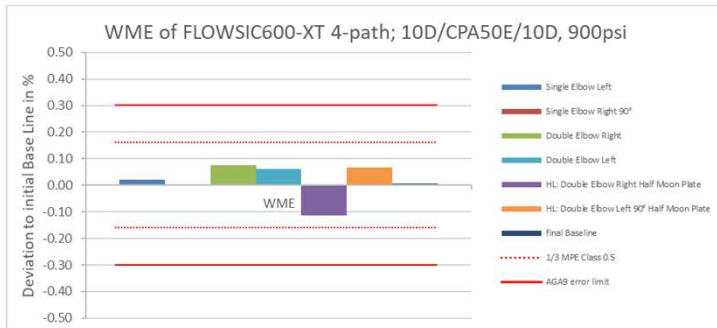 WME of FLOWSIC600-XT 4-path; 10D/CPA50E/10D, 900psi
Deviation to initial Base Line in %
0.50
0.40
0.30
0.20
0.10
0.00
-0.10
-0.20
-0.30
-0.40
-0.50
WME
Single Elbow Left
Single Elbow Right 90°
Double Elbow Right
Double Elbow Left
HL: Double Elbow Right Half Moon Plate
HL: Double Elbow Left 90° Half Moon Plate
final Baseline
1/3 MPE Class 0.5
AGA9 error limit